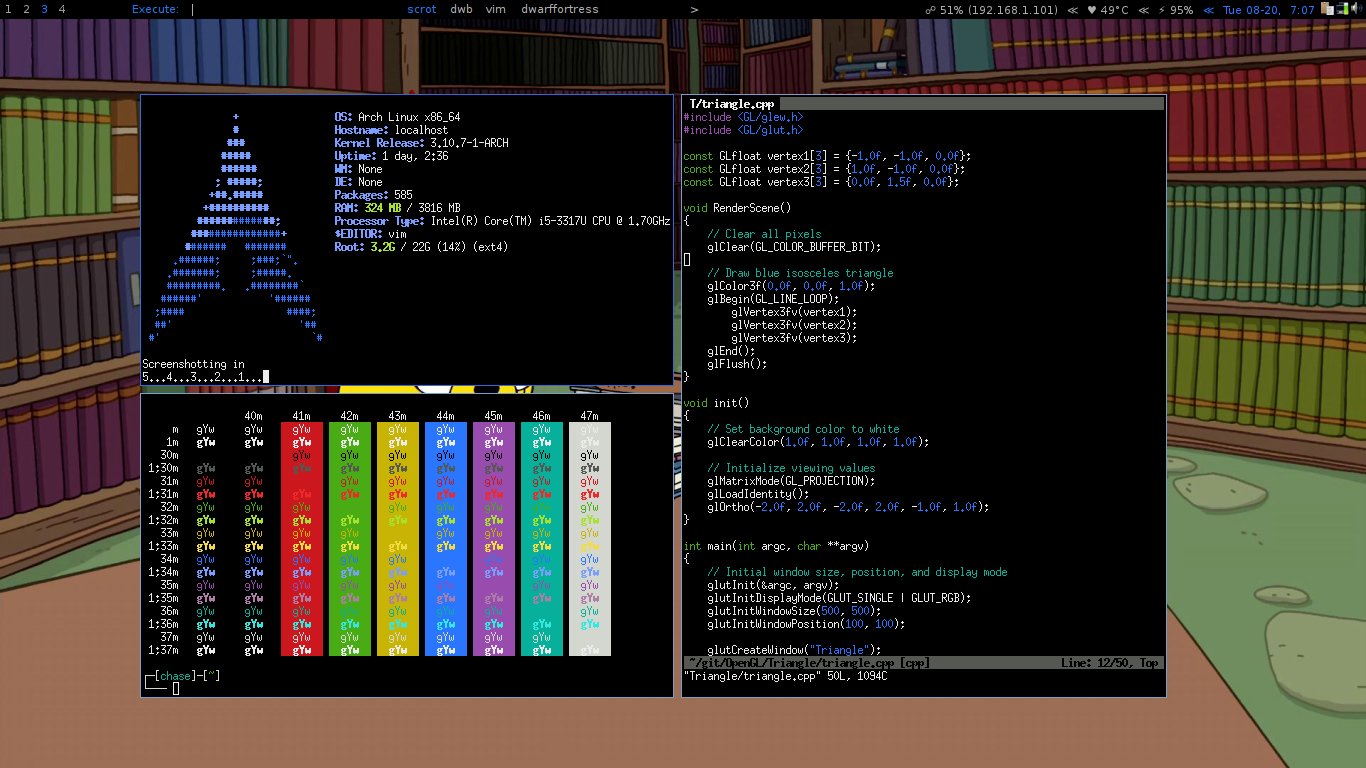 1 2 3 4 Execute: scrot dwb vim dwarffortress > 51% (192.168.1.101) ≪ ♥ 49°C ≪ ⚡ 95% ≪ Tue 08-20, 7:07
OS: Arch Linux x86_64
Hostname: localhost
Kernel Release: 3.10.7-1-ARCH
Uptime: 1 day, 2:36
WM: None
DE: None
Packages: 585
RAM: 324 MB / 3816 MB
Processor Type: Intel(R) Core(TM) i5-3317U CPU @ 1.70GHz
$EDITOR: vim
Root: 3.2G / 22G (14%) (ext4)
Screenshotting in
5...4...3...2...1...
40m 41m 42m 43m 44m 45m 46m 47m
m gYw gYw gYw gYw gYw gYw gYw gYw gYw
1m gYw gYw gYw gYw gYw gYw gYw gYw gYw
30m gYw gYw gYw gYw gYw gYw gYw
1;30m gYw gYw gYw gYw gYw gYw gYw gYw gYw
31m gYw gYw gYw gYw gYw gYw gYw gYw
1;31m gYw gYw gYw gYw gYw gYw gYw gYw gYw
32m gYw gYw gYw gYw gYw gYw gYw gYw
1;32m gYw gYw gYw gYw gYw gYw gYw gYw gYw
33m gYw gYw gYw gYw gYw gYw gYw gYw
1;33m gYw gYw gYw gYw gYw gYw gYw gYw gYw
34m gYw gYw gYw gYw gYw gYw gYw gYw
1;34m gYw gYw gYw gYw gYw gYw gYw gYw gYw
35m gYw gYw gYw gYw gYw gYw gYw gYw
1;35m gYw gYw gYw gYw gYw gYw gYw gYw gYw
36m gYw gYw gYw gYw gYw gYw gYw gYw
1;36m gYw gYw gYw gYw gYw gYw gYw gYw gYw
37m gYw gYw gYw gYw gYw gYw gYw gYw
1;37m gYw gYw gYw gYw gYw gYw gYw gYw gYw
┌─[chase]-[~]
└──
T/triangle.cpp
#include <GL/glew.h>
#include <GL/glut.h>
const GLfloat vertex1[3] = {-1.0f, -1.0f, 0.0f};
const GLfloat vertex2[3] = {1.0f, -1.0f, 0.0f};
const GLfloat vertex3[3] = {0.0f, 1.5f, 0.0f};
void RenderScene()
{
// Clear all pixels
glClear(GL_COLOR_BUFFER_BIT);
// Draw blue isosceles triangle
glColor3f(0.0f, 0.0f, 1.0f);
glBegin(GL_LINE_LOOP);
glVertex3fv(vertex1);
glVertex3fv(vertex2);
glVertex3fv(vertex3);
glEnd();
glFlush();
}
void init()
{
// Set background color to white
glClearColor(1.0f, 1.0f, 1.0f, 1.0f);
// Initialize viewing values
glMatrixMode(GL_PROJECTION);
glLoadIdentity();
glOrtho(-2.0f, 2.0f, -2.0f, 2.0f, -1.0f, 1.0f);
}
int main(int argc, char **argv)
{
// Initial window size, position, and display mode
glutInit(&argc, argv);
glutInitDisplayMode(GLUT_SINGLE | GLUT_RGB);
glutInitWindowSize(500, 500);
glutInitWindowPosition(100, 100);
glutCreateWindow("Triangle");
~/git/OpenGL/Triangle/triangle.cpp [cpp] Line: 12/50, Top
"Triangle/triangle.cpp" 50L, 1094C